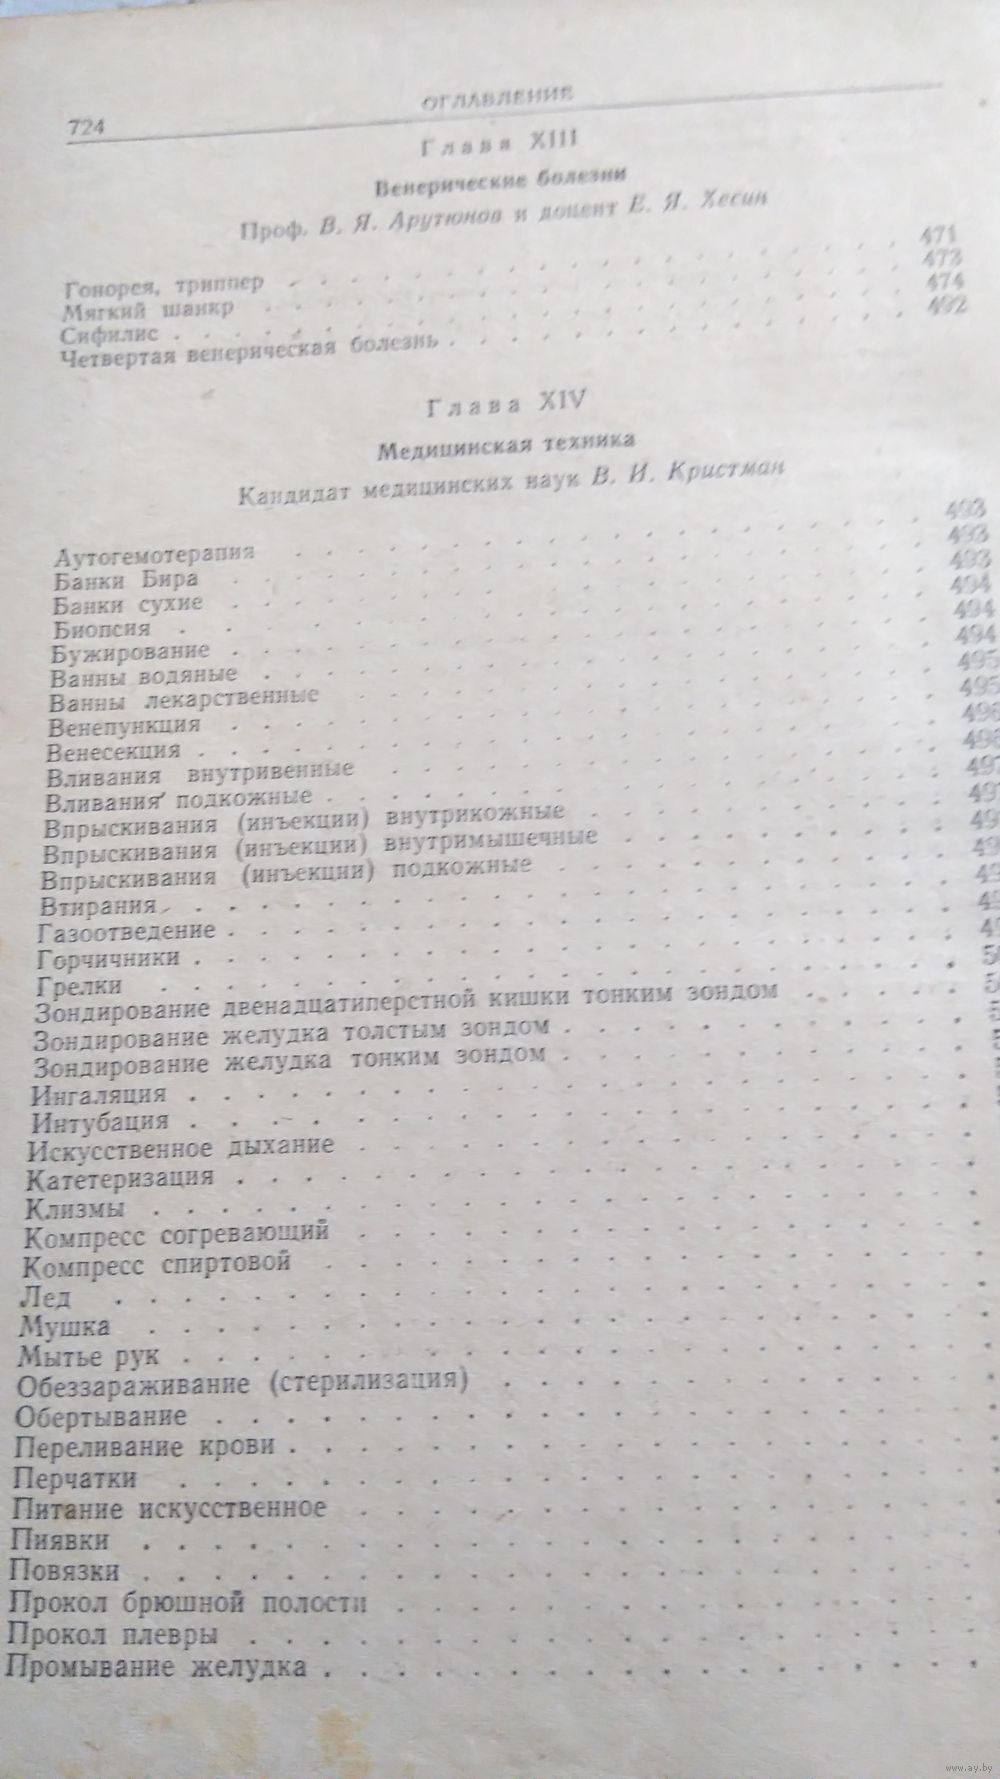 724
ОГЛАВЛЕНИЕ
Глава XIII
Венерические болезни
Проф. В. Я. Арутюнов и доцент Е. Я. Хесин
Гонорея, триппер . . . 471
Мягкий шанкр . . . 473
Сифилис . . . 474
Четвертая венерическая болезнь . . . 492
Глава XIV
Медицинская техника
Кандидат медицинских наук В. И. Кристман
Аутогемотерапия . . . 493
Банки Бира . . . 493
Банки сухие . . . 493
Биопсия . . . 494
Бужирование . . . 494
Ванны водяные . . . 494
Ванны лекарственные . . . 495
Венепункция . . . 495
Венесекция . . .
Вливания внутривенные . . .
Вливания подкожные . . .
Впрыскивания (инъекции) внутрикожные . . .
Впрыскивания (инъекции) внутримышечные . . .
Впрыскивания (инъекции) подкожные . . .
Втирания . . .
Газоотведение . . .
Горчичники . . .
Грелки . . .
Зондирование двенадцатиперстной кишки тонким зондом . . .
Зондирование желудка толстым зондом . . .
Зондирование желудка тонким зондом . . .
Ингаляция . . .
Интубация . . .
Искусственное дыхание . . .
Катетеризация . . .
Клизмы . . .
Компресс согревающий . . .
Компресс спиртовой . . .
Лед . . .
Мушка . . .
Мытье рук . . .
Обеззараживание (стерилизация) . . .
Обертывание . . .
Переливание крови . . .
Перчатки . . .
Питание искусственное . . .
Пиявки . . .
Повязки . . .
Прокол брюшной полости . . .
Прокол плевры . . .
Промывание желудка . . .
www.ay.by